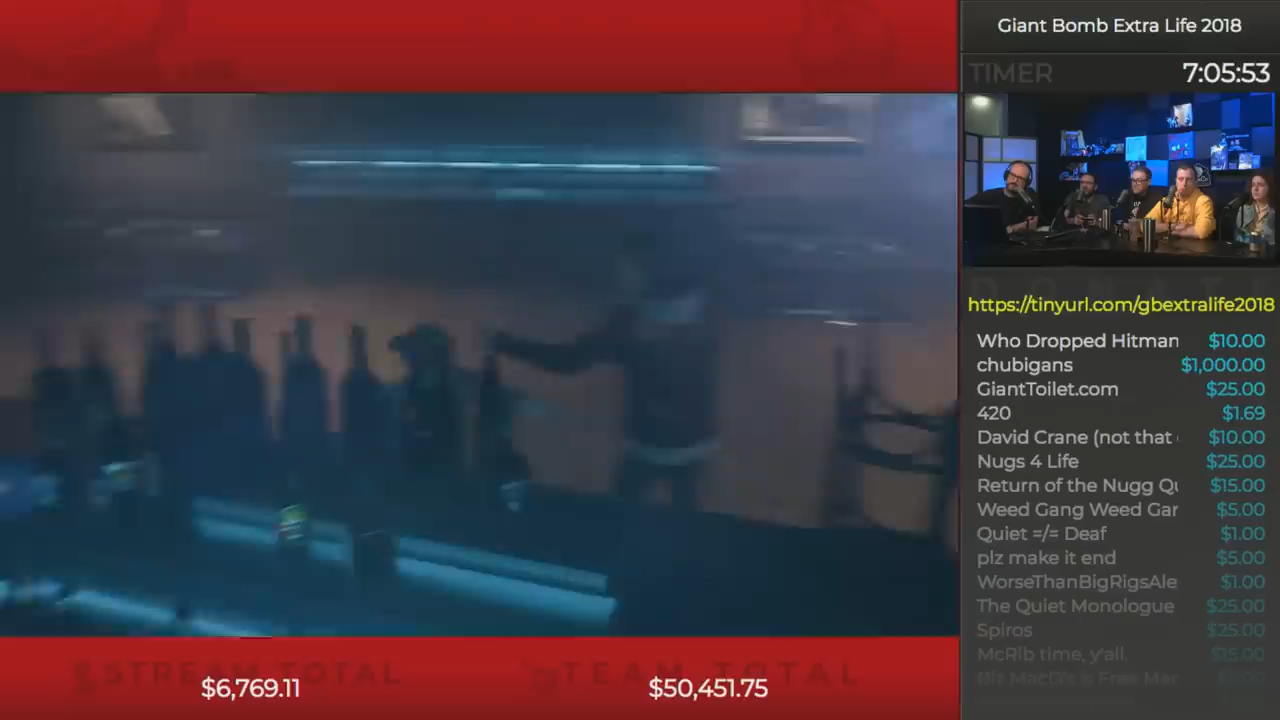 Giant Bomb Extra Life 2018
TIMER 7:05:53
https://tinyurl.com/gbextralife2018
Who Dropped Hitman $10.00
chubigans $1,000.00
GiantToilet.com $25.00
420 $1.69
David Crane (not that $10.00
Nugs 4 Life $25.00
Return of the Nugg Qu $15.00
Weed Gang Weed Gar $5.00
Quiet =/= Deaf $1.00
plz make it end $5.00
WorseThanBigRigsAle $1.00
The Quiet Monologue $25.00
Spiros $25.00
McRib time, y'all. $15.00
STREAM TOTAL TEAM TOTAL
$6,769.11 $50,451.75